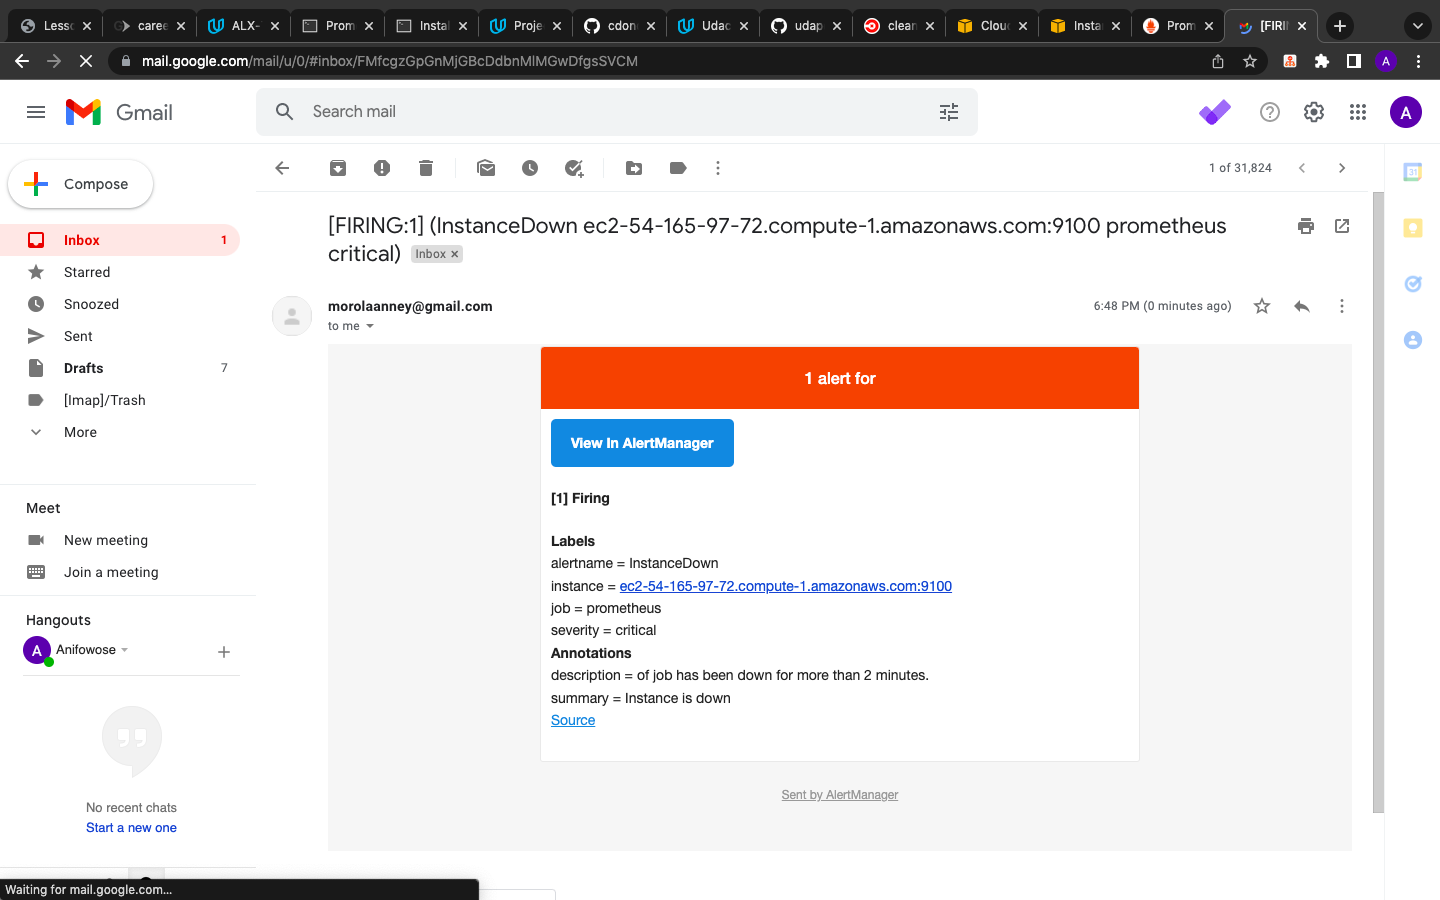 Lesso
caree
ALX-
Prom
Instal
Proje
cdon
Udac
udap
clean
Clou
Instar
Prom
[FIRI
mail.google.com/mail/u/0/#inbox/FMfcgzGpGnMjGBcDdbnMlMGwDfgsSVCM
A
Gmail
Search mail
A
Compose
1 of 31,824
31
Inbox 1
Starred
Snoozed
Sent
Drafts 7
[Imap]/Trash
More
Meet
New meeting
Join a meeting
Hangouts
A Anifowose
No recent chats
Start a new one
[FIRING:1] (InstanceDown ec2-54-165-97-72.compute-1.amazonaws.com:9100 prometheus
critical) Inbox x
morolaanney@gmail.com
6:48 PM (0 minutes ago)
to me
1 alert for
View In AlertManager
[1] Firing
Labels
alertname = InstanceDown
instance = ec2-54-165-97-72.compute-1.amazonaws.com:9100
job = prometheus
severity = critical
Annotations
description = of job has been down for more than 2 minutes.
summary = Instance is down
Source
Sent by AlertManager
Waiting for mail.google.com...